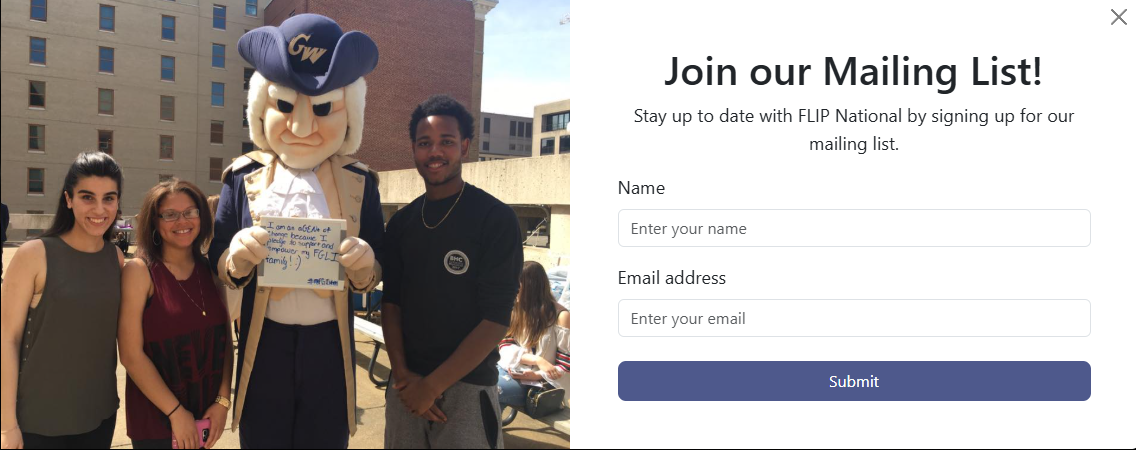 GW
I am an aGENt of
change because I
pledge to support and
empower my FGLI
family! :)
Join our Mailing List!
Stay up to date with FLIP National by signing up for our
mailing list.
Name
Enter your name
Email address
Enter your email
Submit